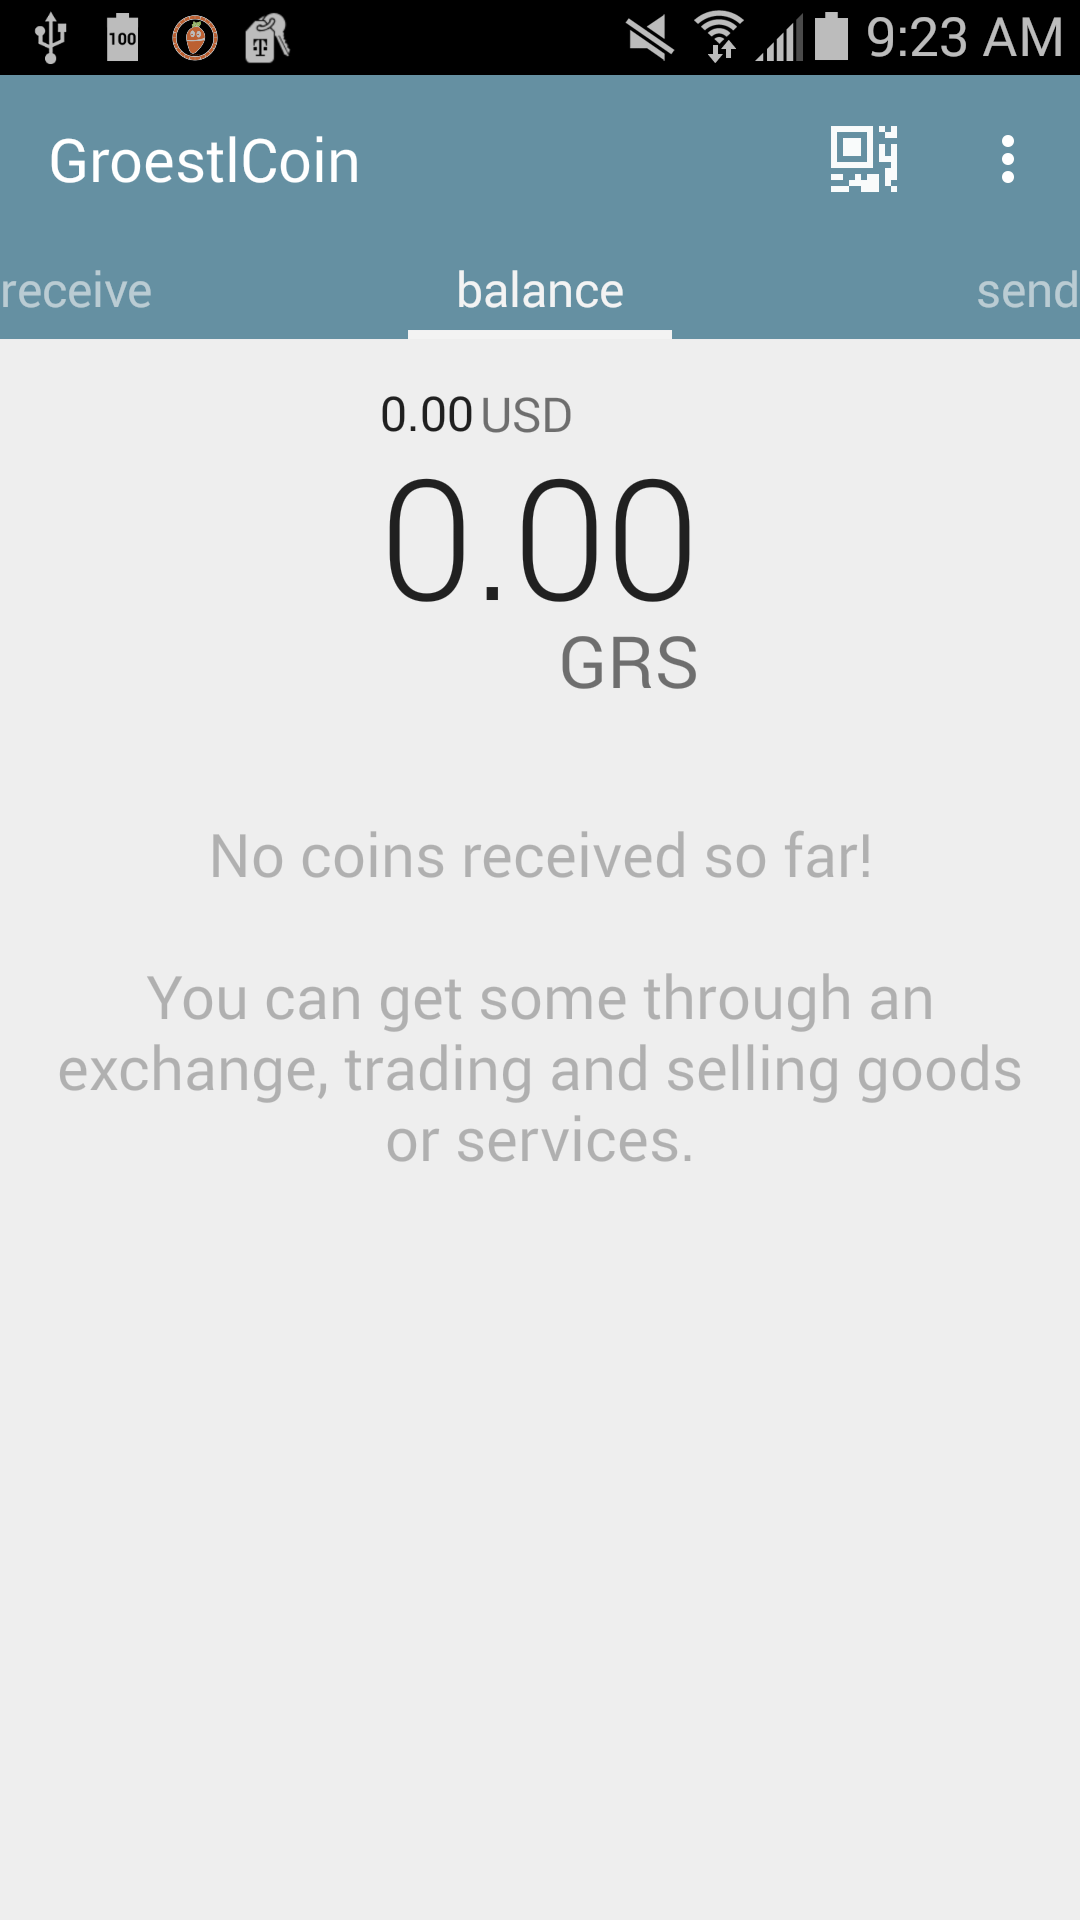 100
9:23 AM
GroestlCoin
receive balance send
0.00 USD
0.00
GRS
No coins received so far!
You can get some through an
exchange, trading and selling goods
or services.